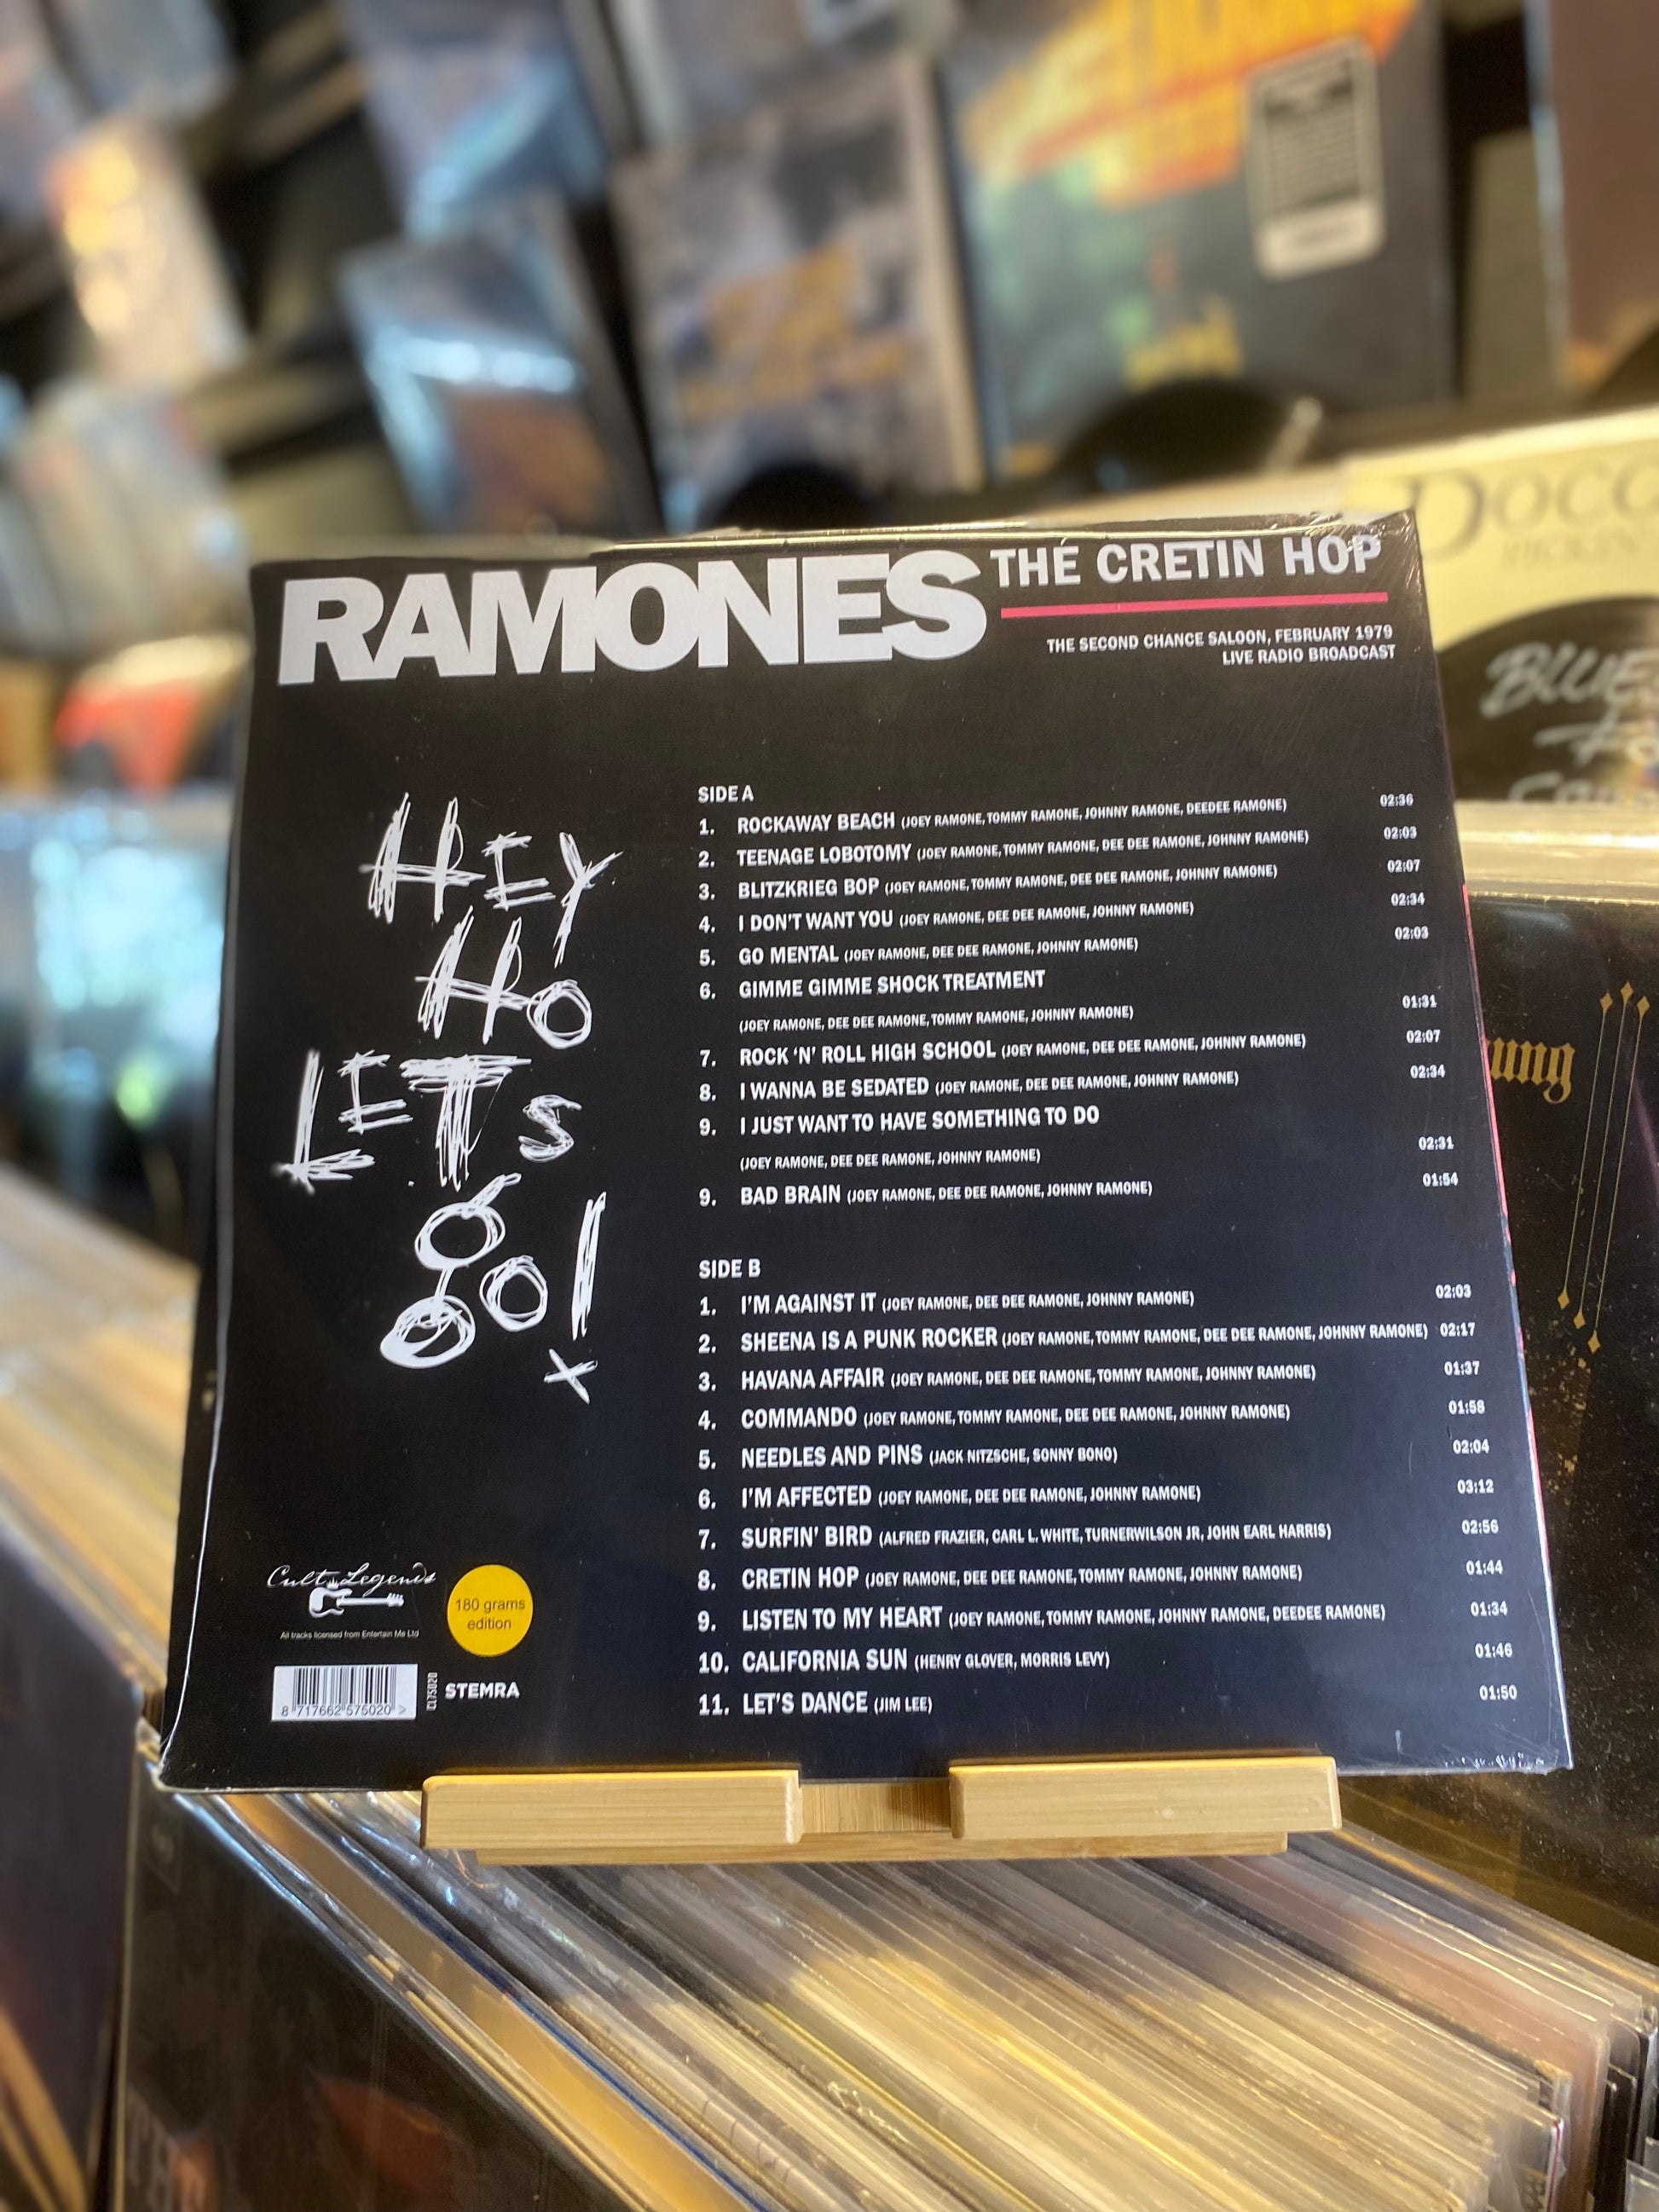 RAMONES THE CRETIN HOP
THE SECOND CHANCE SALOON, FEBRUARY 1979
LIVE RADIO BROADCAST
HEY
HO
LETS
go!
x
SIDE A
1. ROCKAWAY BEACH (JOEY RAMONE, TOMMY RAMONE, JOHNNY RAMONE, DEEDEE RAMONE) 02:36
2. TEENAGE LOBOTOMY (JOEY RAMONE, TOMMY RAMONE, DEE DEE RAMONE, JOHNNY RAMONE) 02:03
3. BLITZKRIEG BOP (JOEY RAMONE, TOMMY RAMONE, DEE DEE RAMONE, JOHNNY RAMONE) 02:07
4. I DON'T WANT YOU (JOEY RAMONE, DEE DEE RAMONE, JOHNNY RAMONE) 02:34
5. GO MENTAL (JOEY RAMONE, DEE DEE RAMONE, JOHNNY RAMONE) 02:03
6. GIMME GIMME SHOCK TREATMENT
(JOEY RAMONE, DEE DEE RAMONE, TOMMY RAMONE, JOHNNY RAMONE) 01:31
7. ROCK 'N' ROLL HIGH SCHOOL (JOEY RAMONE, DEE DEE RAMONE, JOHNNY RAMONE) 02:07
8. I WANNA BE SEDATED (JOEY RAMONE, DEE DEE RAMONE, JOHNNY RAMONE) 02:34
9. I JUST WANT TO HAVE SOMETHING TO DO
(JOEY RAMONE, DEE DEE RAMONE, JOHNNY RAMONE) 02:31
9. BAD BRAIN (JOEY RAMONE, DEE DEE RAMONE, JOHNNY RAMONE) 01:54
SIDE B
1. I'M AGAINST IT (JOEY RAMONE, DEE DEE RAMONE, JOHNNY RAMONE) 02:03
2. SHEENA IS A PUNK ROCKER (JOEY RAMONE, TOMMY RAMONE, DEE DEE RAMONE, JOHNNY RAMONE) 02:17
3. HAVANA AFFAIR (JOEY RAMONE, DEE DEE RAMONE, TOMMY RAMONE, JOHNNY RAMONE) 01:37
4. COMMANDO (JOEY RAMONE, TOMMY RAMONE, DEE DEE RAMONE, JOHNNY RAMONE) 01:58
5. NEEDLES AND PINS (JACK NITZSCHE, SONNY BONO) 02:04
6. I'M AFFECTED (JOEY RAMONE, DEE DEE RAMONE, JOHNNY RAMONE) 03:12
7. SURFIN' BIRD (ALFRED FRAZIER, CARL L. WHITE, TURNERWILSON JR, JOHN EARL HARRIS) 02:56
8. CRETIN HOP (JOEY RAMONE, DEE DEE RAMONE, TOMMY RAMONE, JOHNNY RAMONE) 01:44
9. LISTEN TO MY HEART (JOEY RAMONE, TOMMY RAMONE, JOHNNY RAMONE, DEEDEE RAMONE) 01:34
10. CALIFORNIA SUN (HENRY GLOVER, MORRIS LEVY) 01:46
11. LET'S DANCE (JIM LEE) 01:50
Cult Legends
All tracks licensed from Entertain Me Ltd
180 grams
edition
8 717662 575020 >
CL75020
STEMRA
BLUE
ung